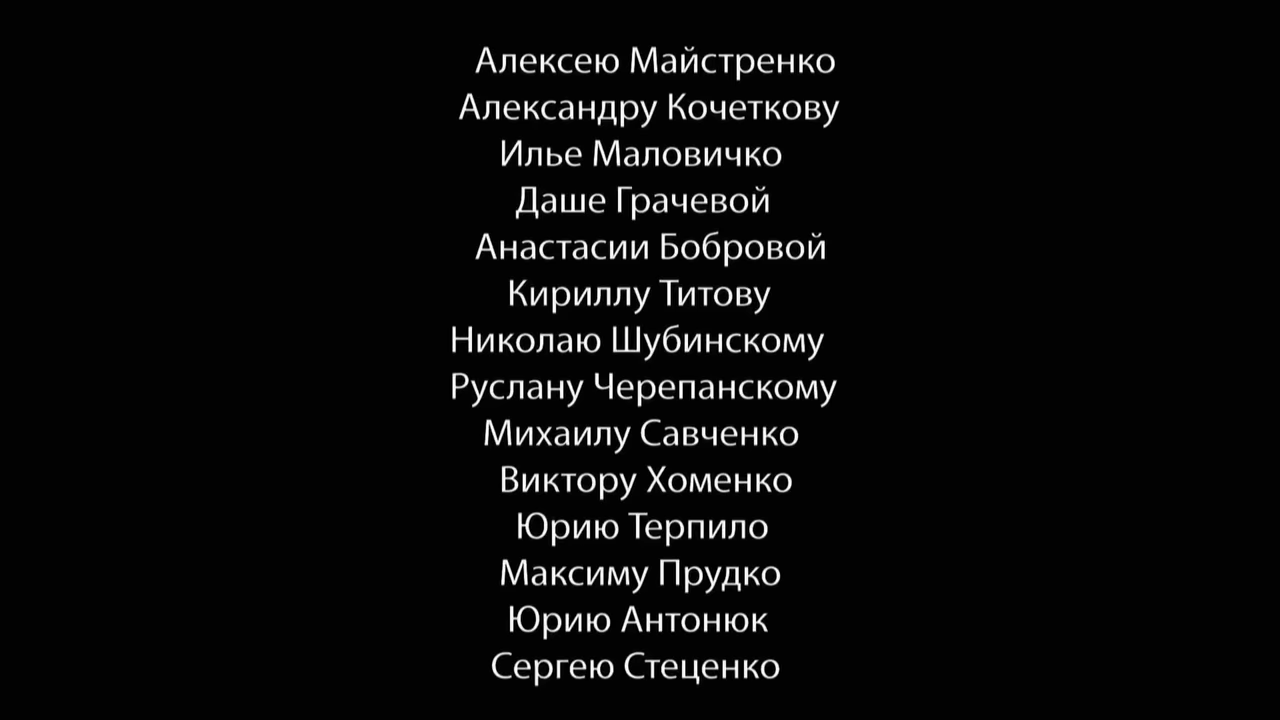 Алексею Майстренко
Александру Кочеткову
Илье Маловичко
Даше Грачевой
Анастасии Бобровой
Кириллу Титову
Николаю Шубинскому
Руслану Черепанскому
Михаилу Савченко
Виктору Хоменко
Юрию Терпило
Максиму Прудко
Юрию Антонюк
Сергею Стеценко